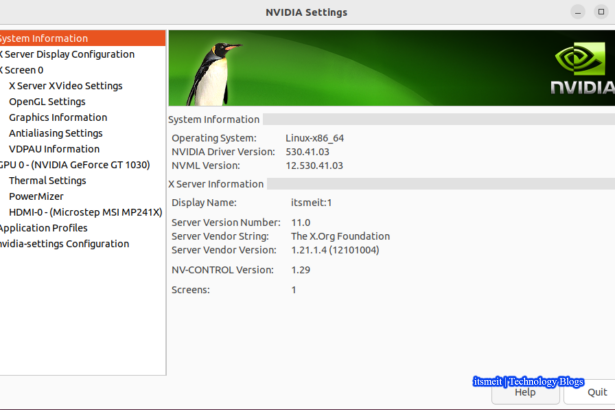 NVIDIA Settings
System Information
X Server Display Configuration
X Screen 0
X Server XVideo Settings
OpenGL Settings
Graphics Information
Antialiasing Settings
VDPAU Information
GPU 0 - (NVIDIA GeForce GT 1030)
Thermal Settings
PowerMizer
HDMI-0 - (Microstep MSI MP241X)
Application Profiles
nvidia-settings Configuration
NVIDIA
System Information
Operating System: Linux-x86_64
NVIDIA Driver Version: 530.41.03
NVML Version: 12.530.41.03
X Server Information
Display Name: itsmeit:1
Server Version Number: 11.0
Server Vendor String: The X.Org Foundation
Server Vendor Version: 1.21.1.4 (12101004)
NV-CONTROL Version: 1.29
Screens: 1
itsmeit | Technology Blogs
Help
Quit